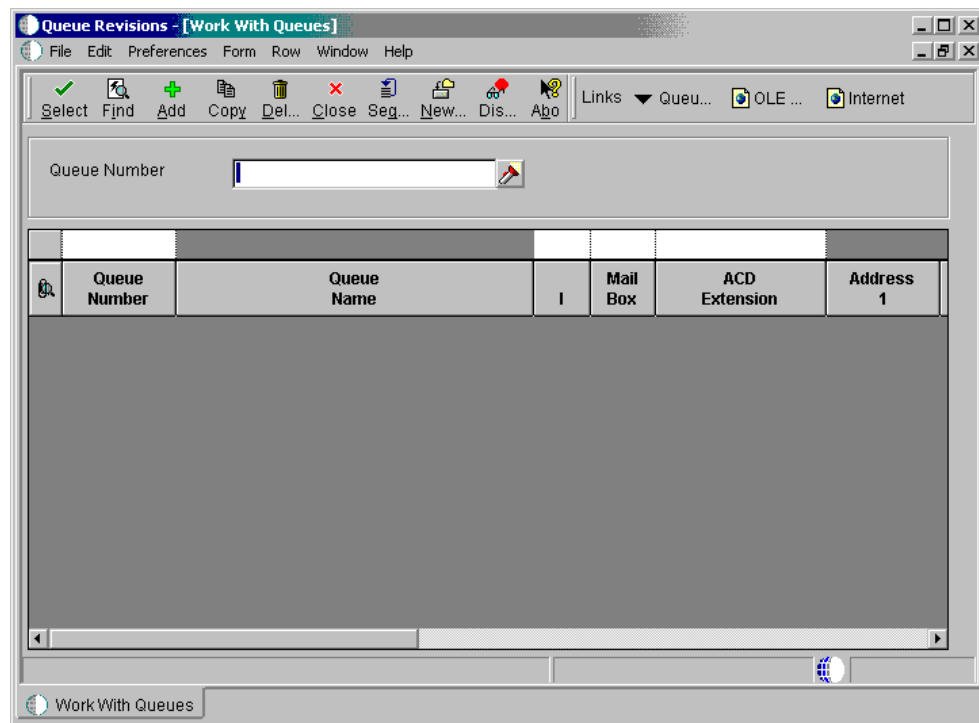 Queue Revisions - [Work With Queues]
File Edit Preferences Form Row Window Help
Select Find Add Copy Del... Close Seq... New... Dis... Abo Links Queu... OLE ... Internet
Queue Number
Queue Number Queue Name I Mail Box ACD Extension Address 1
Work With Queues